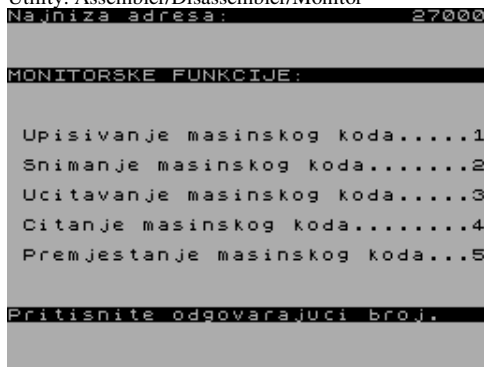 Utility: Assembler/Disassembler/Monitor
Najniza adresa: 27000
MONITORSKE FUNKCIJE:
Upisivanje masinskog koda.....1
Snimanje masinskog koda.......2
Ucitavanje masinskog koda.....3
Citanje masinskog koda........4
Premjestanje masinskog koda...5
Pritisnite odgovarajuci broj.